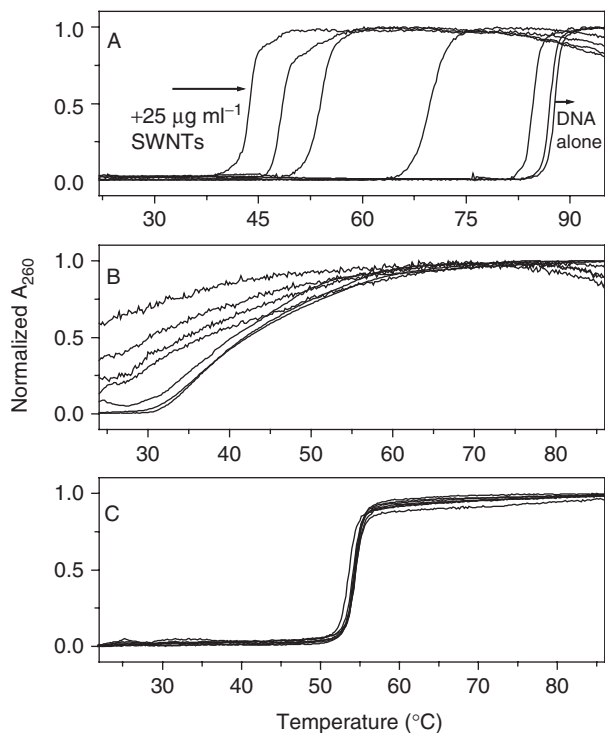 A
1.0
0.5
0.0
+25 μg ml⁻¹
SWNTs
DNA
alone
30 45 60 75 90
B
1.0
0.5
0.0
30 40 50 60 70 80
C
1.0
0.5
0.0
30 40 50 60 70 80
Normalized A₂₆₀
Temperature (°C)